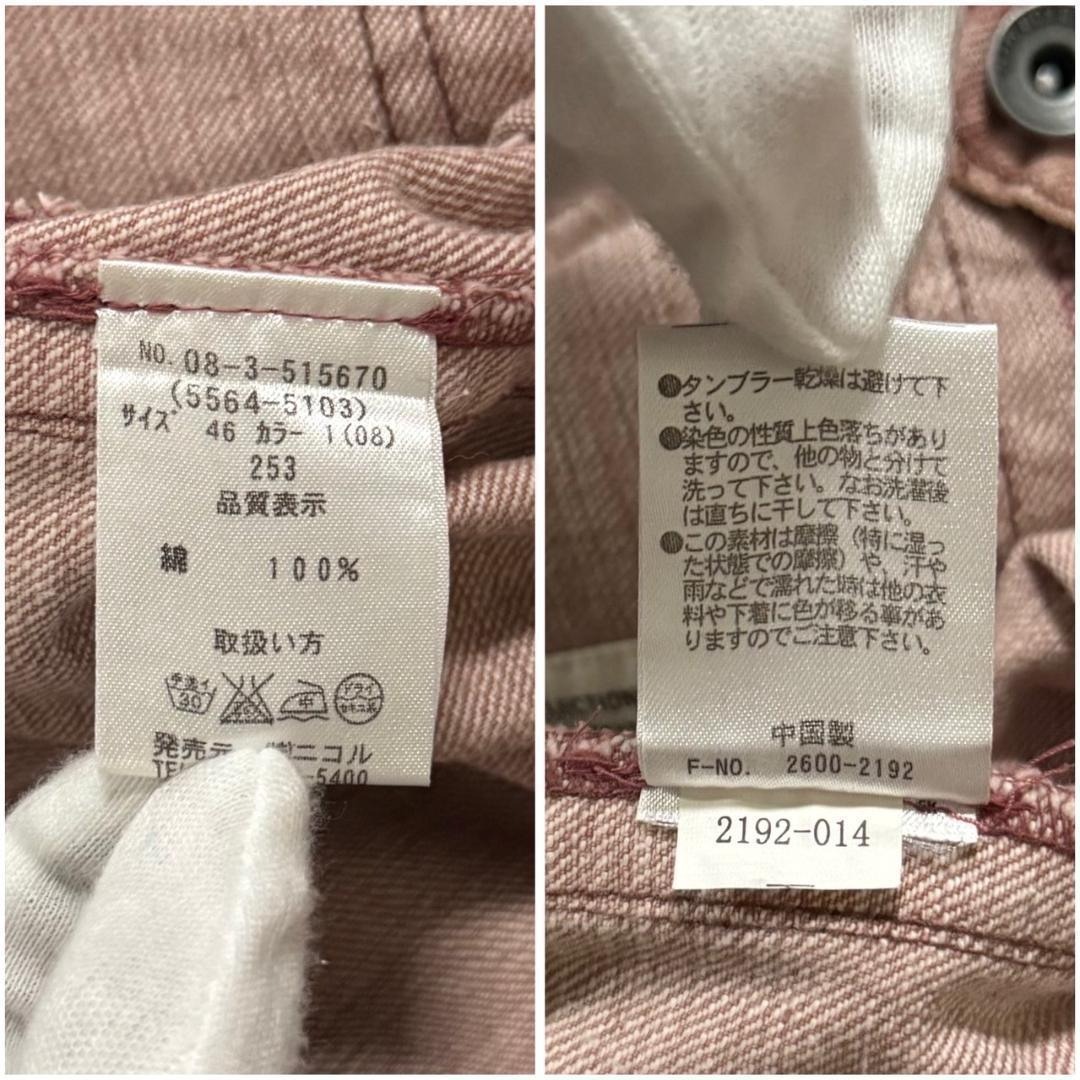 NO. 08-3-515670
(5564-5103)
サイズ 46 カラー 1(08)
253
品質表示
綿 100%
取扱い方
手洗イ 30 中 ドライ セキユ系
発売元 ㈱ニコル
TEL -5400
●タンブラー乾燥は避けて下
さい。
●染色の性質上色落ちがあり
ますので、他の物と分けて
洗って下さい。なお洗濯後
は直ちに干して下さい。
●この素材は摩擦(特に湿っ
た状態での摩擦)や、汗や
雨などで濡れた時は他の衣
料や下着に色が移る事があ
りますのでご注意下さい。
中国製
F-NO. 2600-2192
SK
2192-014